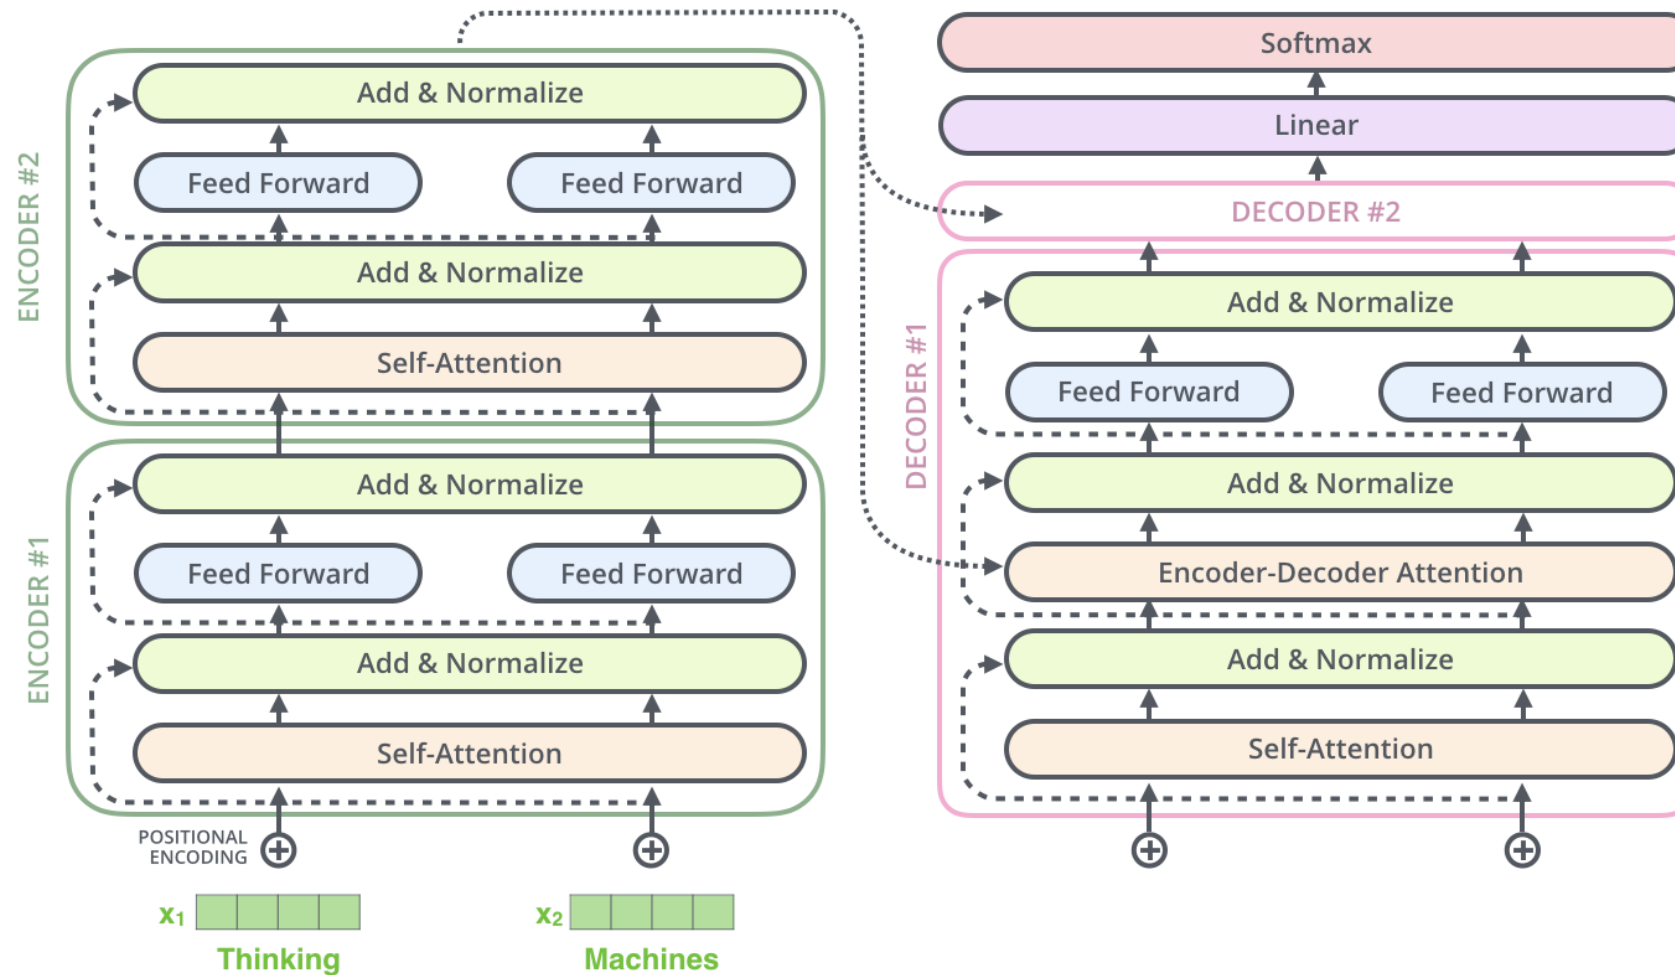 ENCODER #2
Add & Normalize
Feed Forward
Feed Forward
Add & Normalize
Self-Attention
ENCODER #1
Add & Normalize
Feed Forward
Feed Forward
Add & Normalize
Self-Attention
POSITIONAL
ENCODING
x1
x2
Thinking
Machines
Softmax
Linear
DECODER #2
DECODER #1
Add & Normalize
Feed Forward
Feed Forward
Add & Normalize
Encoder-Decoder Attention
Add & Normalize
Self-Attention